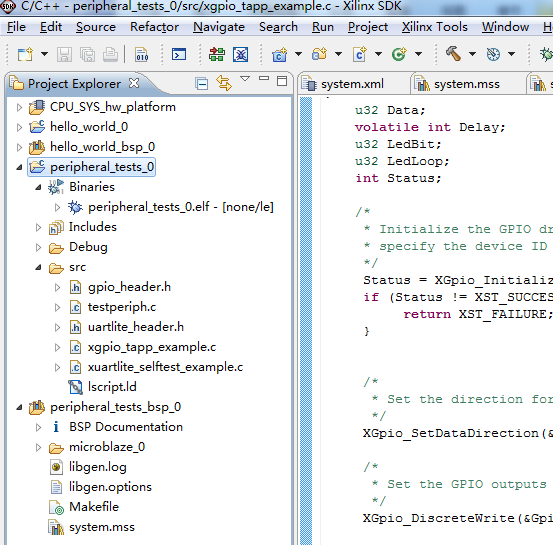 C/C++ - peripheral_tests_0/src/xgpio_tapp_example.c - Xilinx SDK
File Edit Source Refactor Navigate Search Run Project Xilinx Tools Window
Project Explorer
system.xml
system.mss
CPU_SYS_hw_platform
hello_world_0
hello_world_bsp_0
peripheral_tests_0
Binaries
peripheral_tests_0.elf - [none/le]
Includes
Debug
src
gpio_header.h
testperiph.c
uartlite_header.h
xgpio_tapp_example.c
xuartlite_selftest_example.c
lscript.ld
peripheral_tests_bsp_0
BSP Documentation
microblaze_0
libgen.log
libgen.options
Makefile
system.mss
u32 Data;
volatile int Delay;
u32 LedBit;
u32 LedLoop;
int Status;
/*
* Initialize the GPIO dr
* specify the device ID
*/
Status = XGpio_Initializ
if (Status != XST_SUCCES
return XST_FAILURE;
}
/*
* Set the direction for
*/
XGpio_SetDataDirection(&
/*
* Set the GPIO outputs
*/
XGpio_DiscreteWrite(&Gpi